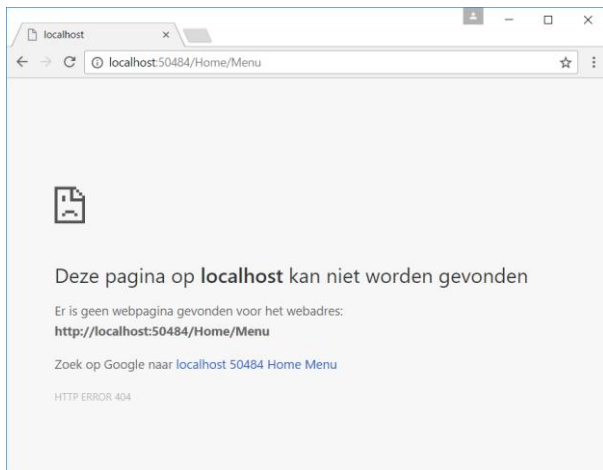 localhost
localhost:50484/Home/Menu
Deze pagina op localhost kan niet worden gevonden
Er is geen webpagina gevonden voor het webadres:
http://localhost:50484/Home/Menu
Zoek op Google naar localhost 50484 Home Menu
HTTP ERROR 404